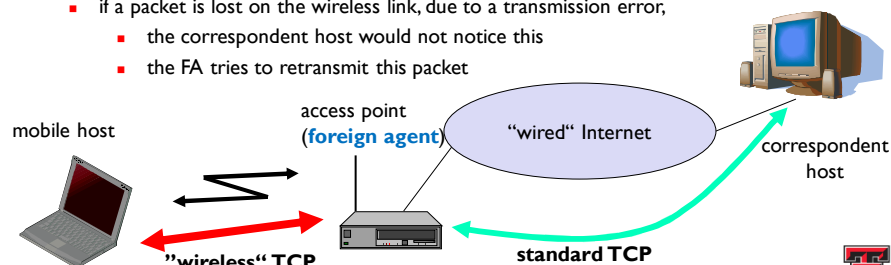 if a packet is lost on the wireless link, due to a transmission error,
the correspondent host would not notice this
the FA tries to retransmit this packet
access point
(foreign agent)
mobile host
“wired“ Internet
correspondent
host
”wireless“ TCP
standard TCP